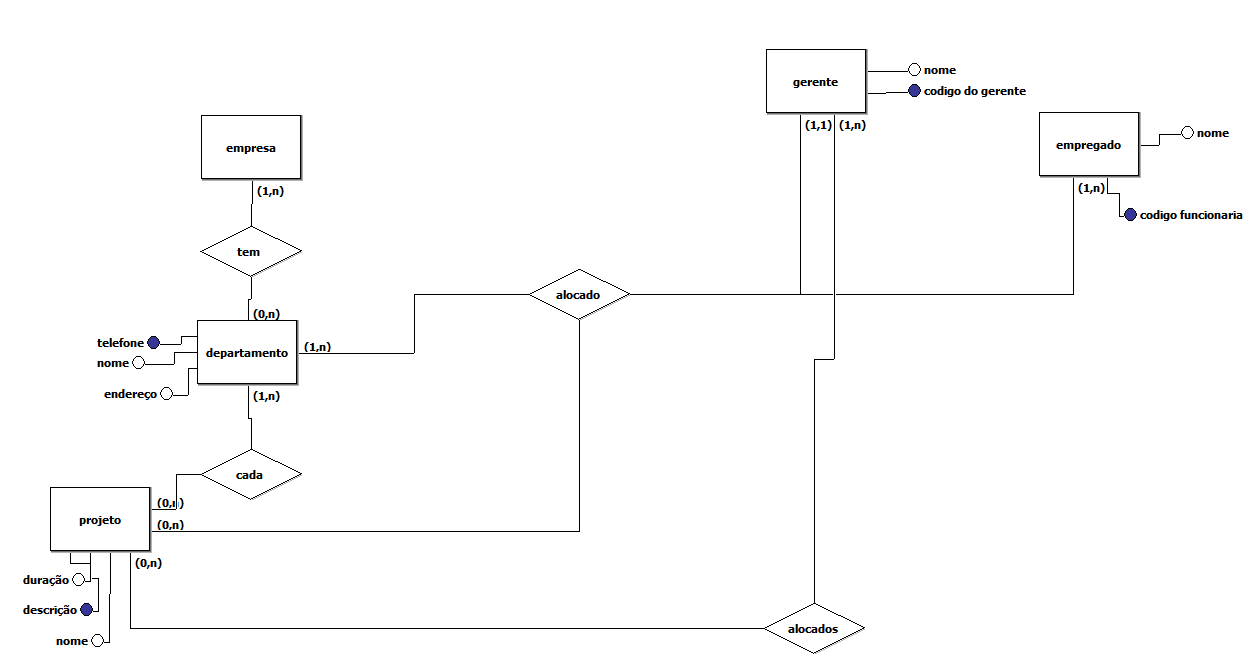 gerente
nome
codigo do gerente
(1,1)
(1,n)
empresa
(1,n)
empregado
nome
(1,n)
codigo funcionaria
tem
alocado
(0,n)
telefone
nome
endereço
departamento
(1,n)
(1,n)
cada
(0,n)
projeto
(0,n)
(0,n)
duração
descrição
nome
alocados